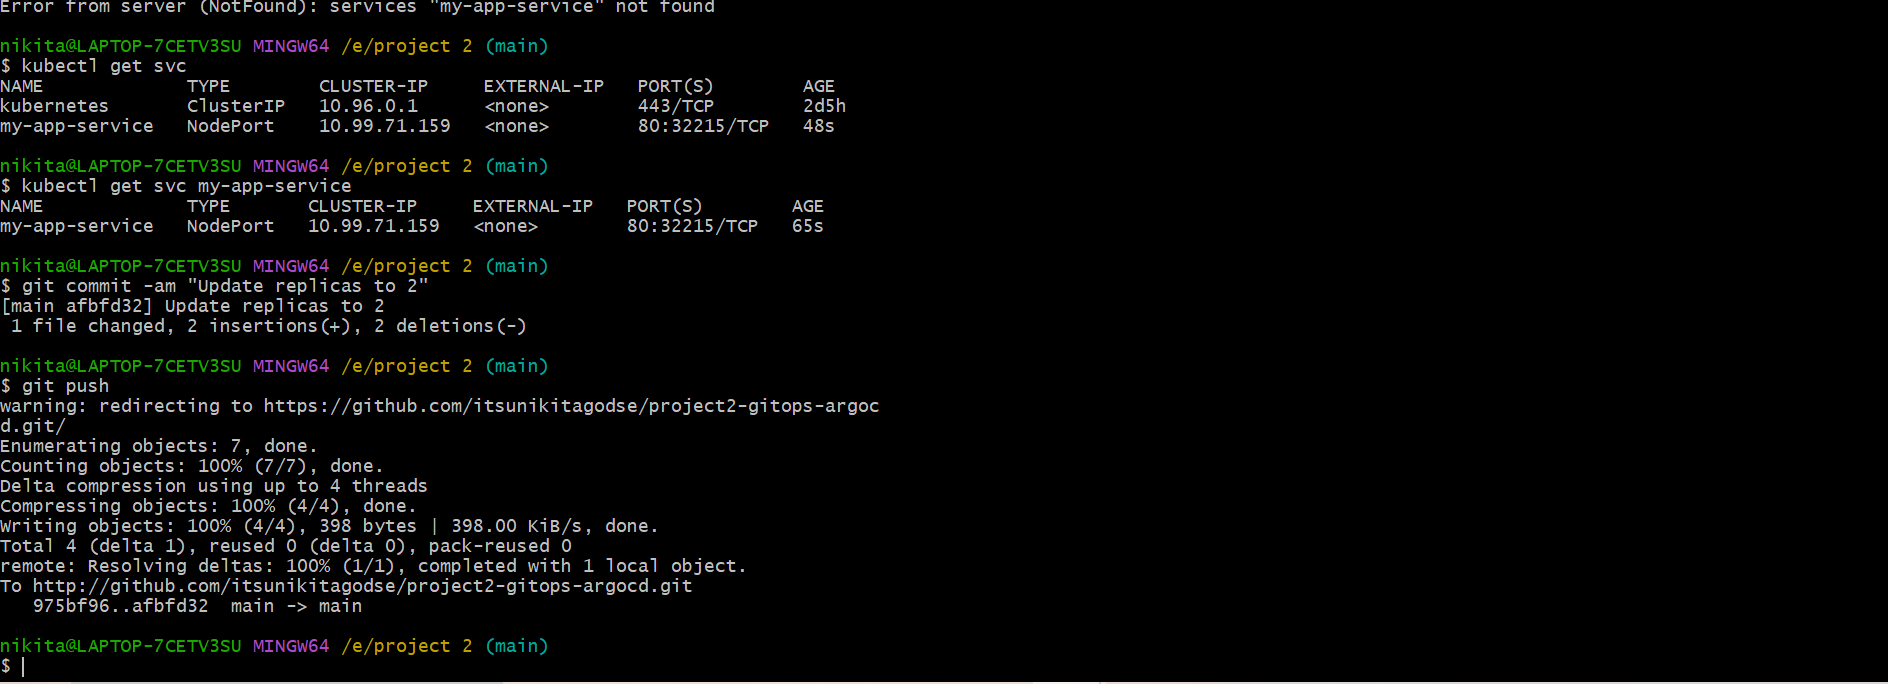 Error from server (NotFound): services "my-app-service" not found
nikita@LAPTOP-7CETV3SU MINGW64 /e/project 2 (main)
$ kubectl get svc
NAME             TYPE        CLUSTER-IP     EXTERNAL-IP   PORT(S)        AGE
kubernetes       ClusterIP   10.96.0.1      <none>        443/TCP        2d5h
my-app-service   NodePort    10.99.71.159   <none>        80:32215/TCP   48s
nikita@LAPTOP-7CETV3SU MINGW64 /e/project 2 (main)
$ kubectl get svc my-app-service
NAME             TYPE       CLUSTER-IP     EXTERNAL-IP   PORT(S)        AGE
my-app-service   NodePort   10.99.71.159   <none>        80:32215/TCP   65s
nikita@LAPTOP-7CETV3SU MINGW64 /e/project 2 (main)
$ git commit -am "Update replicas to 2"
[main afbfd32] Update replicas to 2
 1 file changed, 2 insertions(+), 2 deletions(-)
nikita@LAPTOP-7CETV3SU MINGW64 /e/project 2 (main)
$ git push
warning: redirecting to https://github.com/itsunikitagodse/project2-gitops-argoc
d.git/
Enumerating objects: 7, done.
Counting objects: 100% (7/7), done.
Delta compression using up to 4 threads
Compressing objects: 100% (4/4), done.
Writing objects: 100% (4/4), 398 bytes | 398.00 KiB/s, done.
Total 4 (delta 1), reused 0 (delta 0), pack-reused 0
remote: Resolving deltas: 100% (1/1), completed with 1 local object.
To http://github.com/itsunikitagodse/project2-gitops-argocd.git
   975bf96..afbfd32  main -> main
nikita@LAPTOP-7CETV3SU MINGW64 /e/project 2 (main)
$